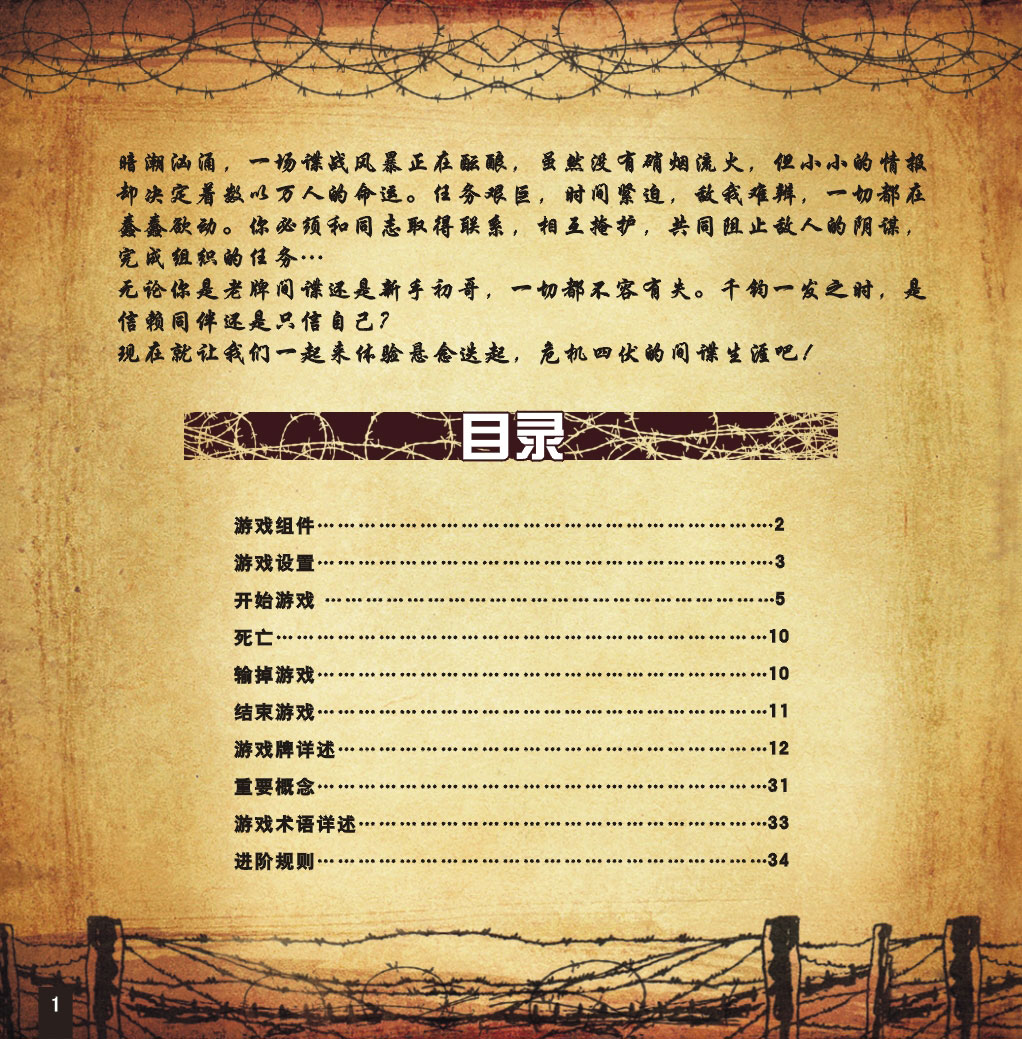 暗潮汹涌，一场谍战风暴正在酝酿，虽然没有硝烟流火，但小小的情报
却决定着数以万人的命运。任务艰巨，时间紧迫，敌我难辨，一切都在
蠢蠢欲动。你必须和同志取得联系，相互掩护，共同阻止敌人的阴谋，
完成组织的任务…
无论你是老牌间谍还是新手初哥，一切都不容有失。千钧一发之时，是
信赖同伴还是只信自己？
现在就让我们一起来体验悬念迭起，危机四伏的间谍生涯吧！
目录
游戏组件…………………………………………………………2
游戏设置…………………………………………………………3
开始游戏 …………………………………………………………5
死亡………………………………………………………………10
输掉游戏…………………………………………………………10
结束游戏…………………………………………………………11
游戏牌详述………………………………………………………12
重要概念…………………………………………………………31
游戏术语详述……………………………………………………33
进阶规则…………………………………………………………34
1